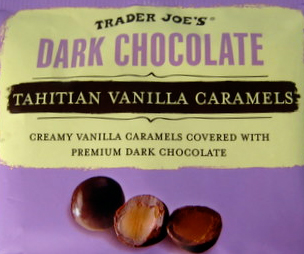 TRADER JOE'S®
DARK CHOCOLATE
TAHITIAN VANILLA CARAMELS
CREAMY VANILLA CARAMELS COVERED WITH
PREMIUM DARK CHOCOLATE